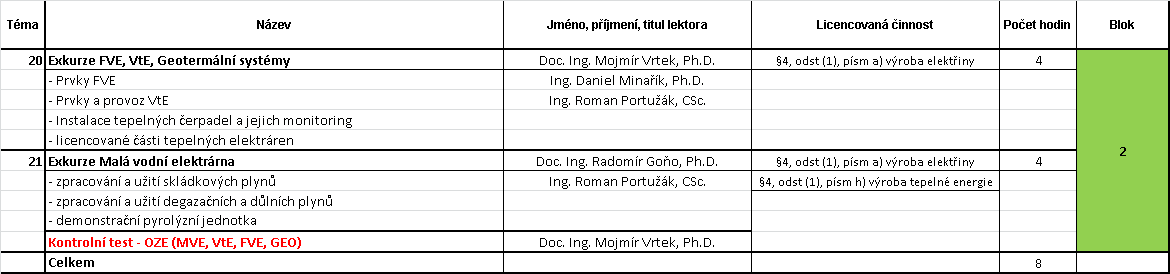 Téma Název Jméno, příjmení, titul lektora Licencovaná činnost Počet hodin Blok
20 Exkurze FVE, VtE, Geotermální systémy Doc. Ing. Mojmír Vrtek, Ph.D. §4, odst (1), písm a) výroba elektřiny 4
- Prvky FVE Ing. Daniel Minařík, Ph.D.
- Prvky a provoz VtE Ing. Roman Portužák, CSc.
- Instalace tepelných čerpadel a jejich monitoring
- licencované části tepelných elektráren
2
21 Exkurze Malá vodní elektrárna Doc. Ing. Radomír Goňo, Ph.D. §4, odst (1), písm a) výroba elektřiny 4
- zpracování a užití skládkových plynů Ing. Roman Portužák, CSc. §4, odst (1), písm h) výroba tepelné energie
- zpracování a užití degazačních a důlních plynů
- demonstrační pyrolýzní jednotka
Kontrolní test - OZE (MVE, VtE, FVE, GEO) Doc. Ing. Mojmír Vrtek, Ph.D.
Celkem 8